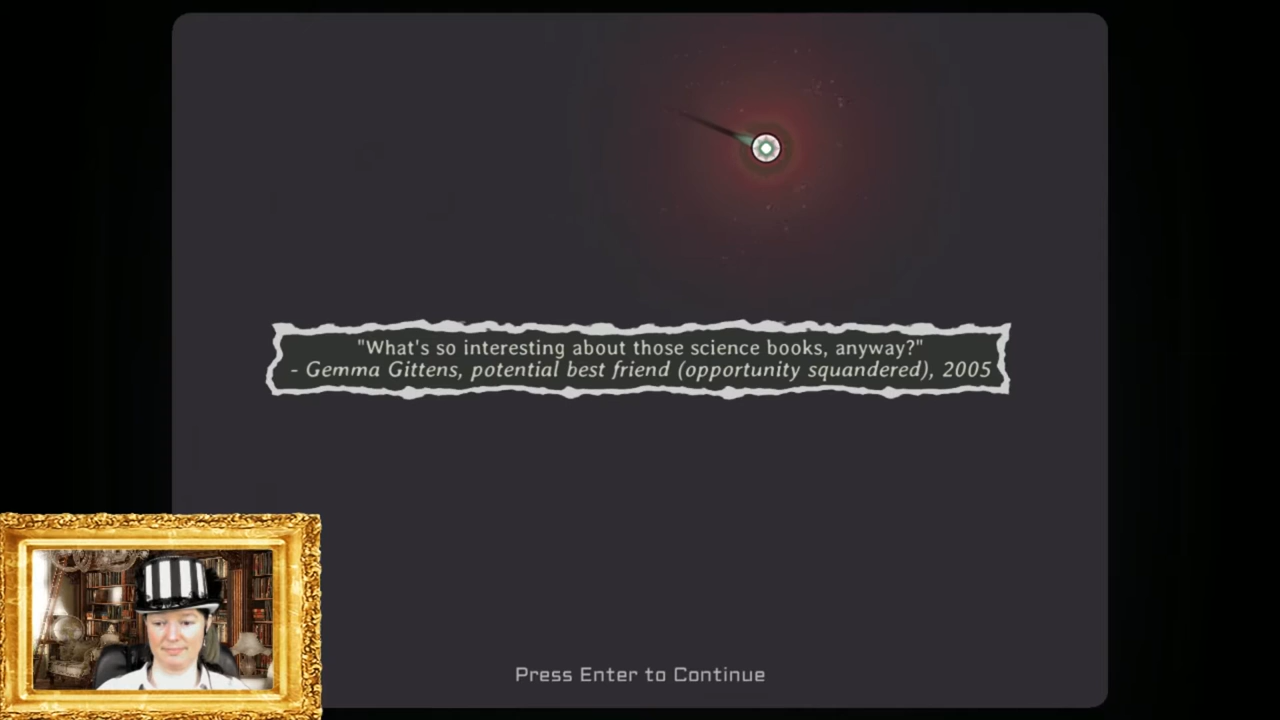 "What's so interesting about those science books, anyway?"
- Gemma Gittens, potential best friend (opportunity squandered), 2005
Press Enter to Continue